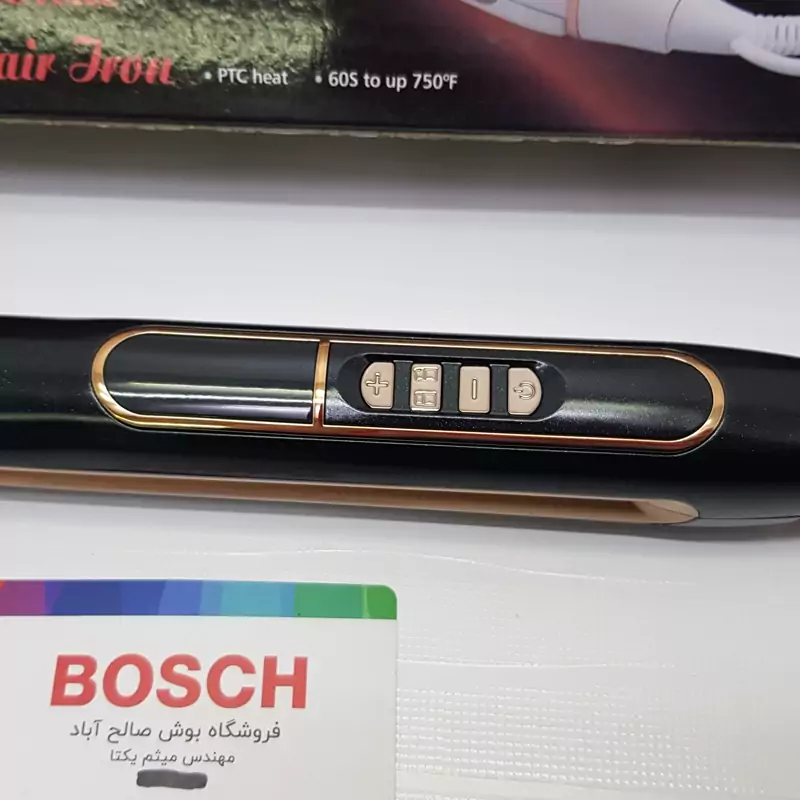 air Iron • PTC heat • 60S to up 750°F
BOSCH
فروشگاه بوش صالح آباد
مهندس میثم یکتا